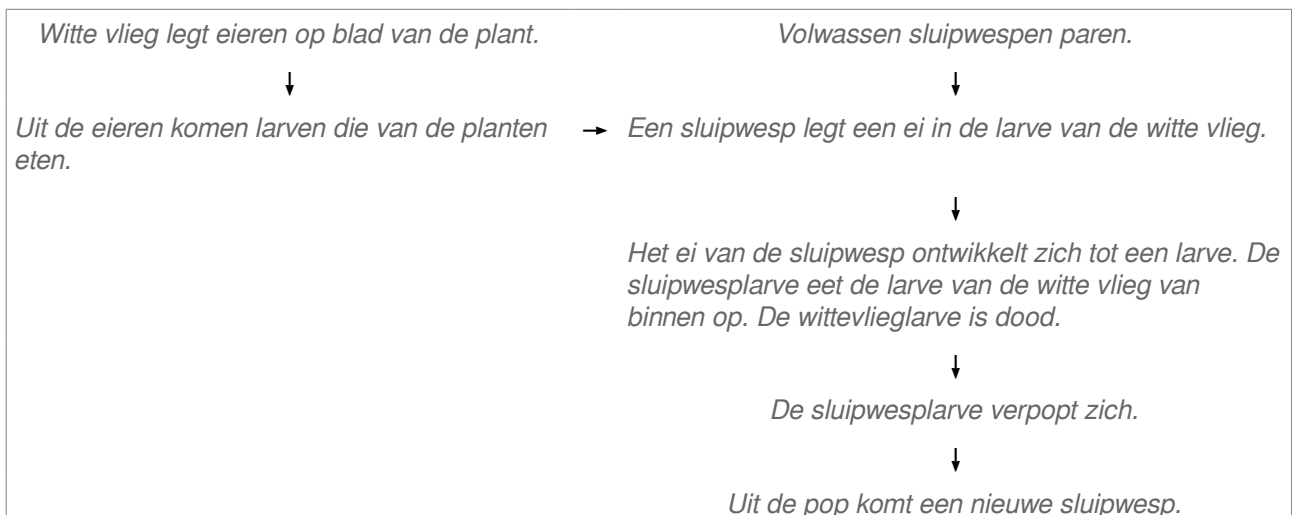 Witte vlieg legt eieren op blad van de plant.
Volwassen sluipwespen paren.
Uit de eieren komen larven die van de planten
eten.
Een sluipwesp legt een ei in de larve van de witte vlieg.
Het ei van de sluipwesp ontwikkelt zich tot een larve. De
sluipwesplarve eet de larve van de witte vlieg van
binnen op. De wittevlieglarve is dood.
De sluipwesplarve verpopt zich.
Uit de pop komt een nieuwe sluipwesp.